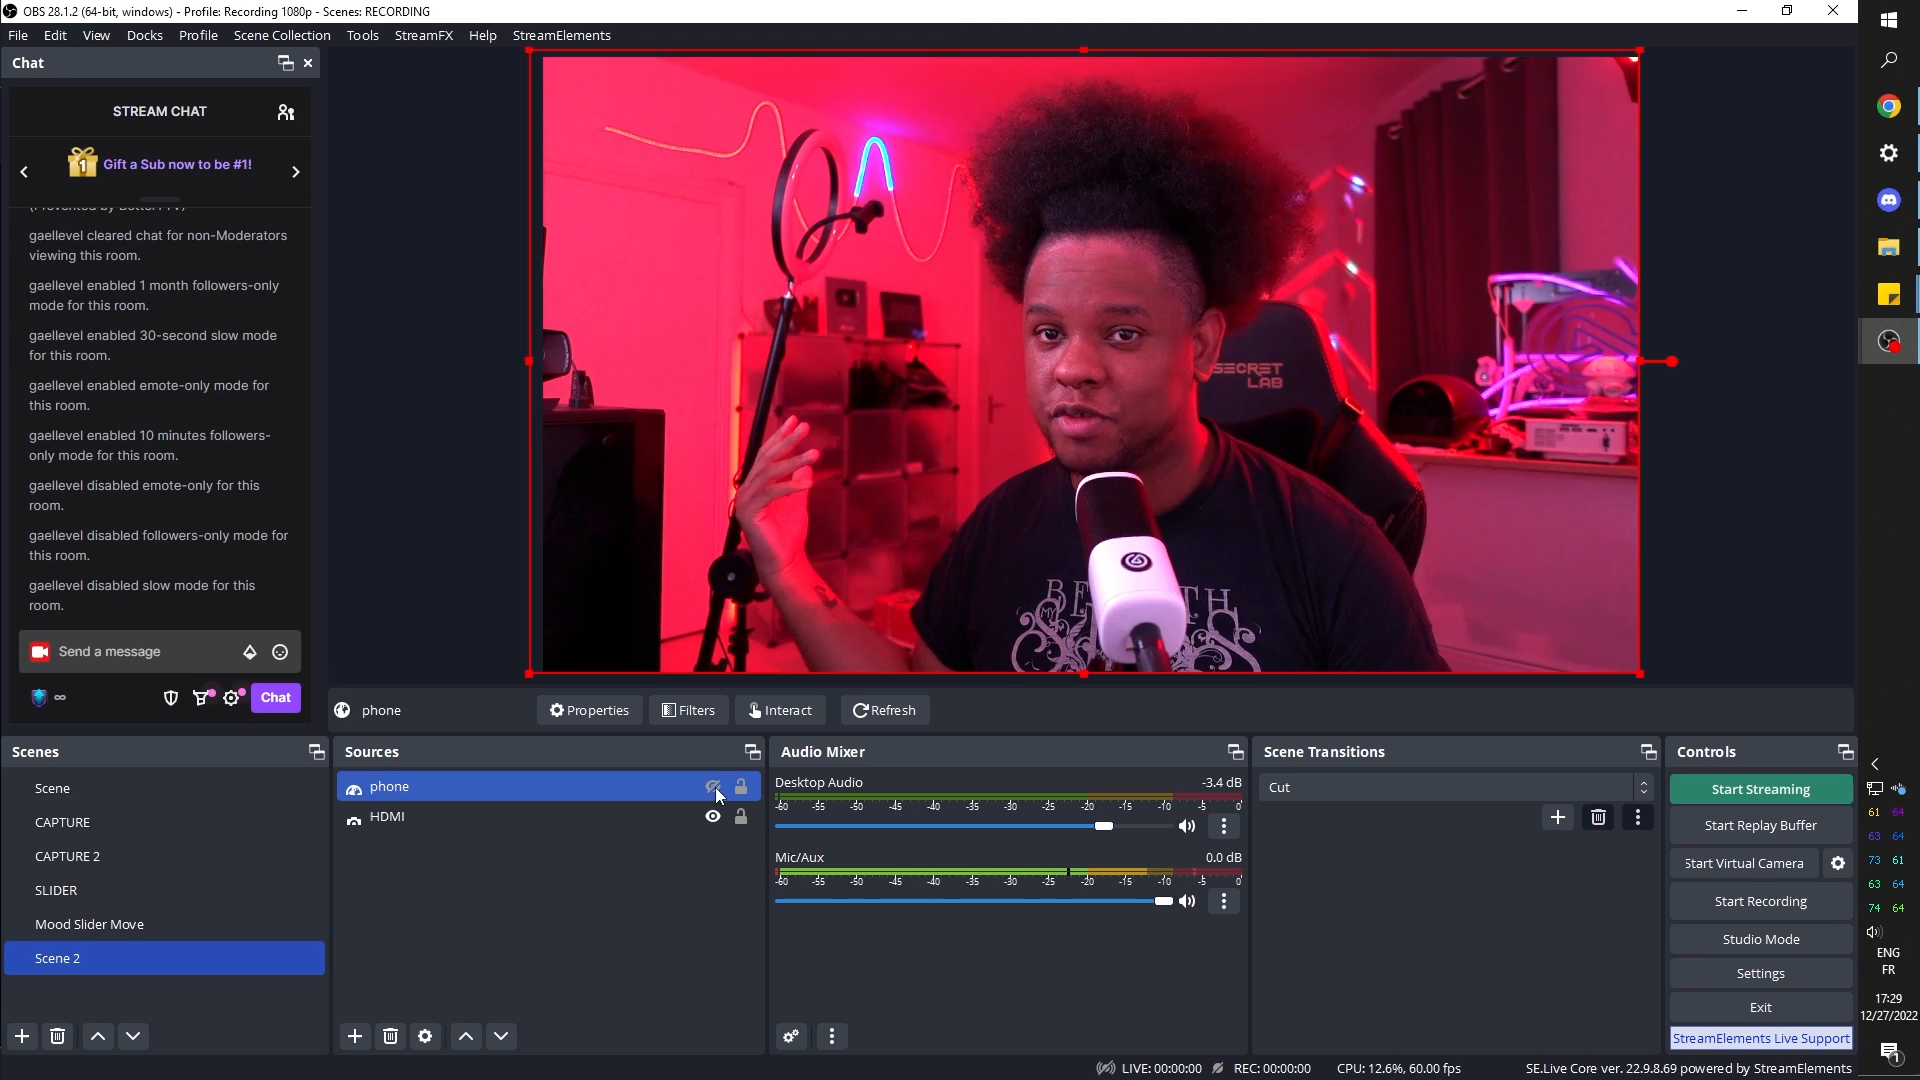 OBS 28.1.2 (64-bit, windows) - Profile: Recording 1080p - Scenes: RECORDING
File Edit View Docks Profile Scene Collection Tools StreamFX Help StreamElements
Chat
STREAM CHAT
1 Gift a Sub now to be #1!
gaellevel cleared chat for non-Moderators
viewing this room.
gaellevel enabled 1 month followers-only
mode for this room.
gaellevel enabled 30-second slow mode
for this room.
gaellevel enabled emote-only mode for
this room.
gaellevel enabled 10 minutes followers-
only mode for this room.
gaellevel disabled emote-only for this
room.
gaellevel disabled followers-only mode for
this room.
gaellevel disabled slow mode for this
room.
Send a message
∞ Chat
SECRET
LAB
MY
phone Properties Filters Interact Refresh
Scenes
Scene
CAPTURE
CAPTURE 2
SLIDER
Mood Slider Move
Scene 2
Sources
phone
HDMI
Audio Mixer
Desktop Audio -3.4 dB
-60 -55 -50 -45 -40 -35 -30 -25 -20 -15 -10 -5 0
Mic/Aux 0.0 dB
-60 -55 -50 -45 -40 -35 -30 -25 -20 -15 -10 -5 0
Scene Transitions
Cut
Controls
Start Streaming
Start Replay Buffer
Start Virtual Camera
Start Recording
Studio Mode
Settings
Exit
StreamElements Live Support
LIVE: 00:00:00 REC: 00:00:00 CPU: 12.6%, 60.00 fps SE.Live Core ver. 22.9.8.69 powered by StreamElements
61 64
63 64
73 61
63 64
74 64
ENG
FR
17:29
12/27/2022
1